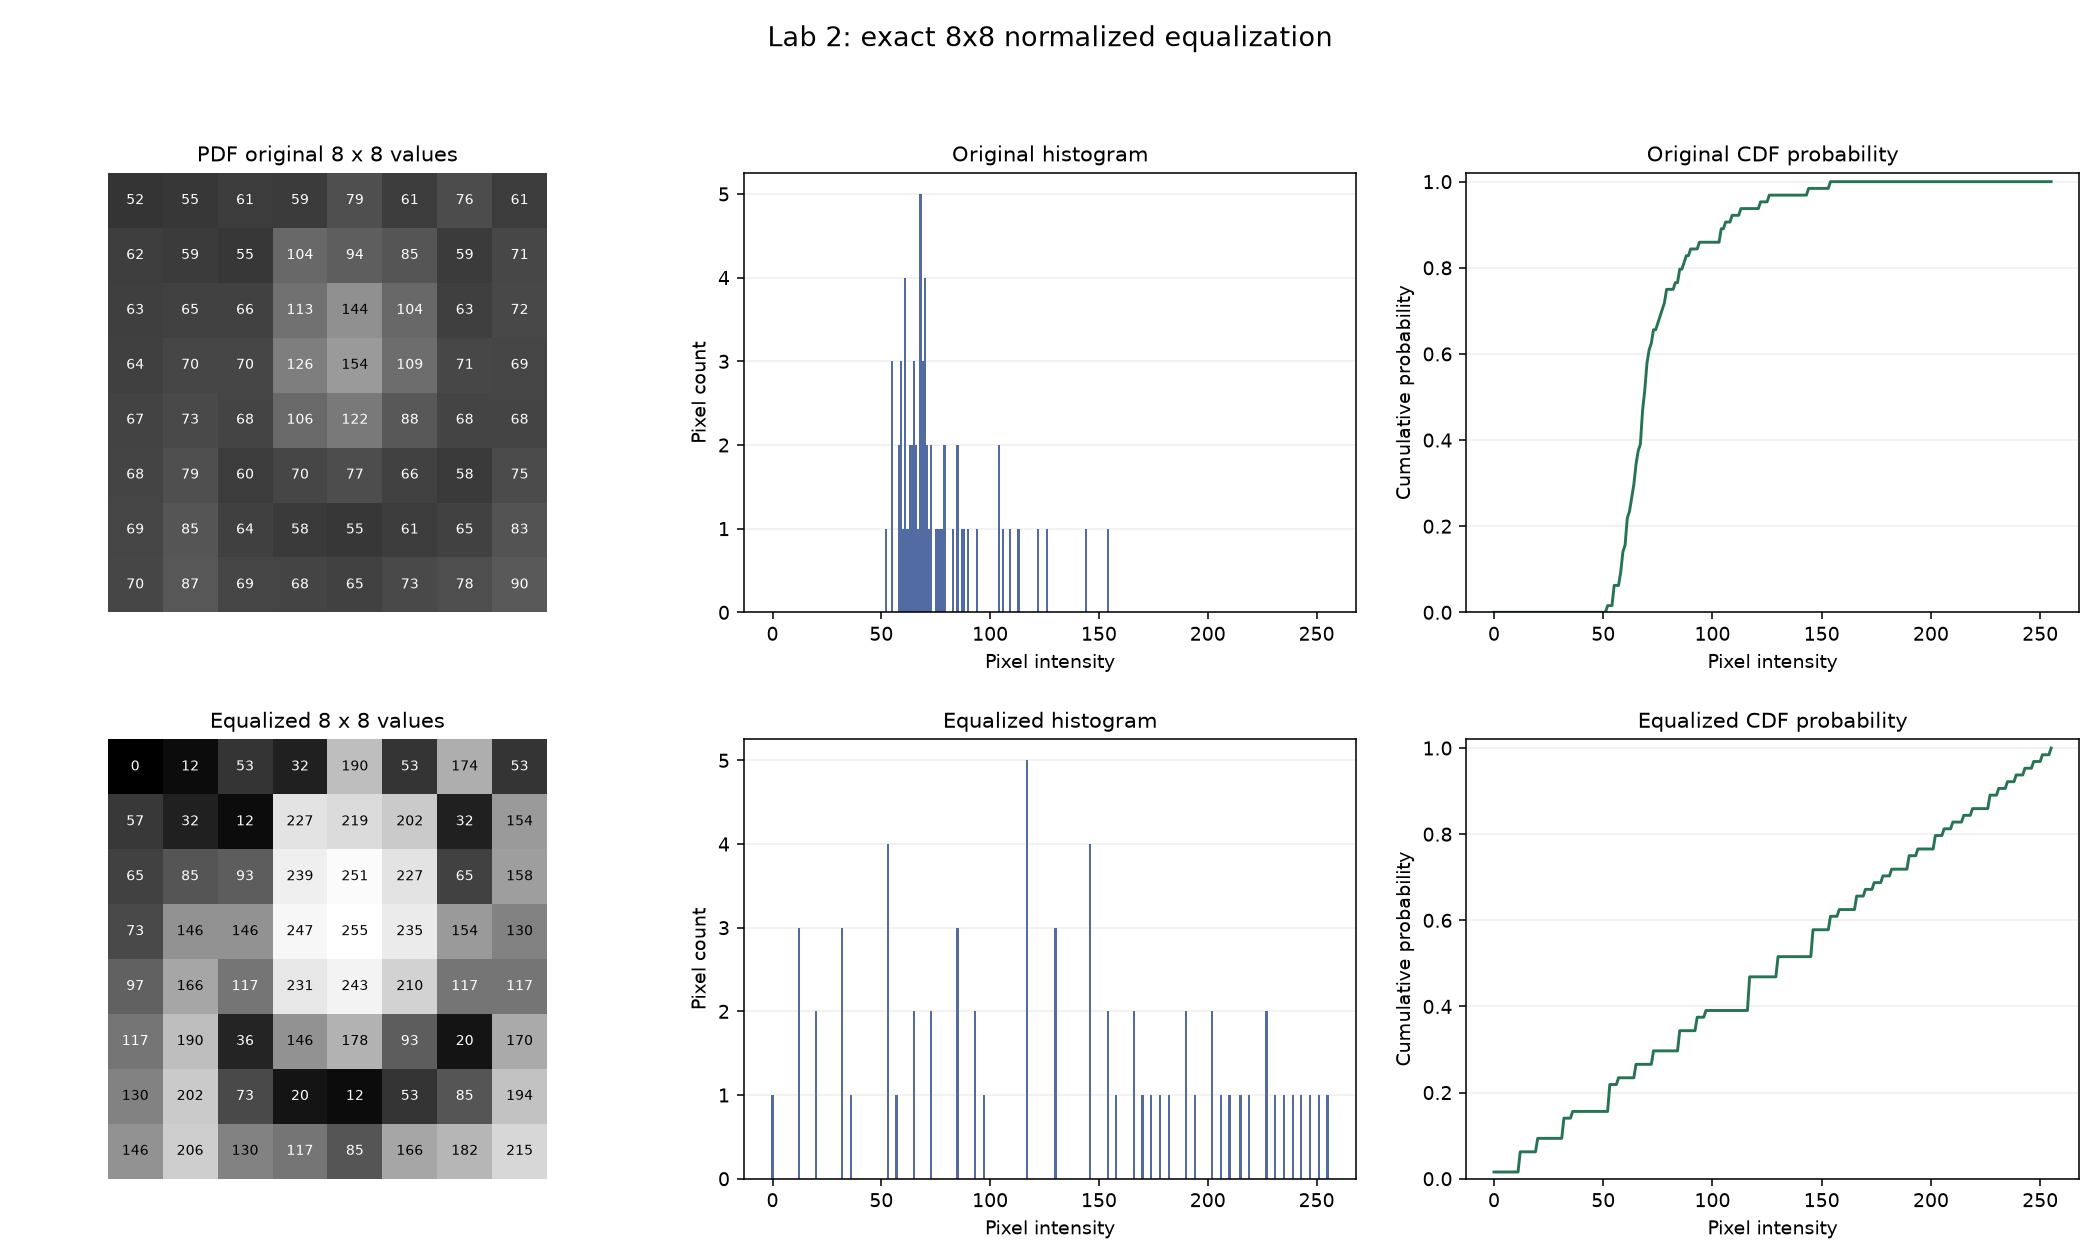 Lab 2: exact 8x8 normalized equalization
PDF original 8 x 8 values
52 55 61 59 79 61 76 61
62 59 55 104 94 85 59 71
63 65 66 113 144 104 63 72
64 70 70 126 154 109 71 69
67 73 68 106 122 88 68 68
68 79 60 70 77 66 58 75
69 85 64 58 55 61 65 83
70 87 69 68 65 73 78 90
Original histogram
Pixel count
5
4
3
2
1
0
0 50 100 150 200 250
Pixel intensity
Original CDF probability
Cumulative probability
1.0
0.8
0.6
0.4
0.2
0.0
0 50 100 150 200 250
Pixel intensity
Equalized 8 x 8 values
0 12 53 32 190 53 174 53
57 32 12 227 219 202 32 154
65 85 93 239 251 227 65 158
73 146 146 247 255 235 154 130
97 166 117 231 243 210 117 117
117 190 36 146 178 93 20 170
130 202 73 20 12 53 85 194
146 206 130 117 85 166 182 215
Equalized histogram
Pixel count
5
4
3
2
1
0
0 50 100 150 200 250
Pixel intensity
Equalized CDF probability
Cumulative probability
1.0
0.8
0.6
0.4
0.2
0.0
0 50 100 150 200 250
Pixel intensity